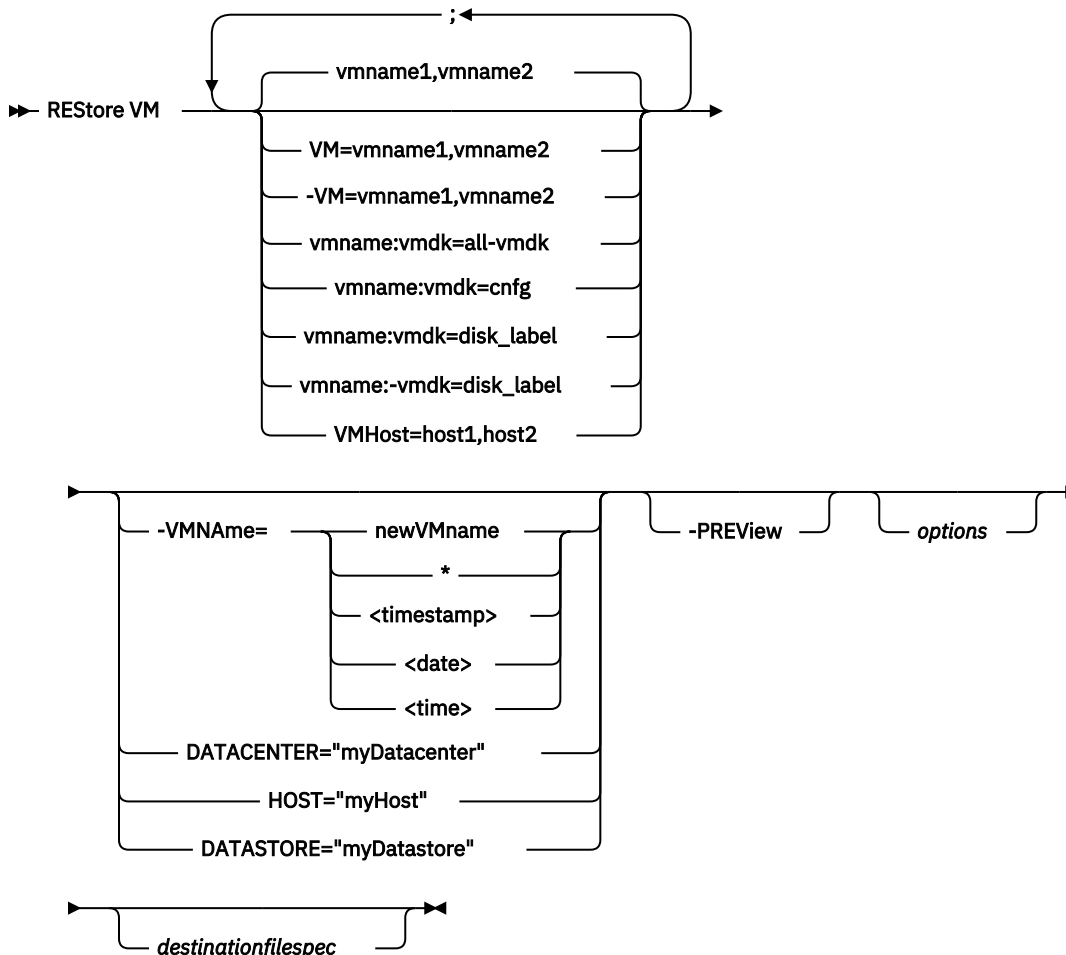 ;
vmname1,vmname2
REStore VM
VM=vmname1,vmname2
-VM=vmname1,vmname2
vmname:vmdk=all-vmdk
vmname:vmdk=cnfg
vmname:vmdk=disk_label
vmname:-vmdk=disk_label
VMHost=host1,host2
-VMNAme= newVMname -PREView options
*
<timestamp>
<date>
<time>
DATACENTER="myDatacenter"
HOST="myHost"
DATASTORE="myDatastore"
destinationfilespec